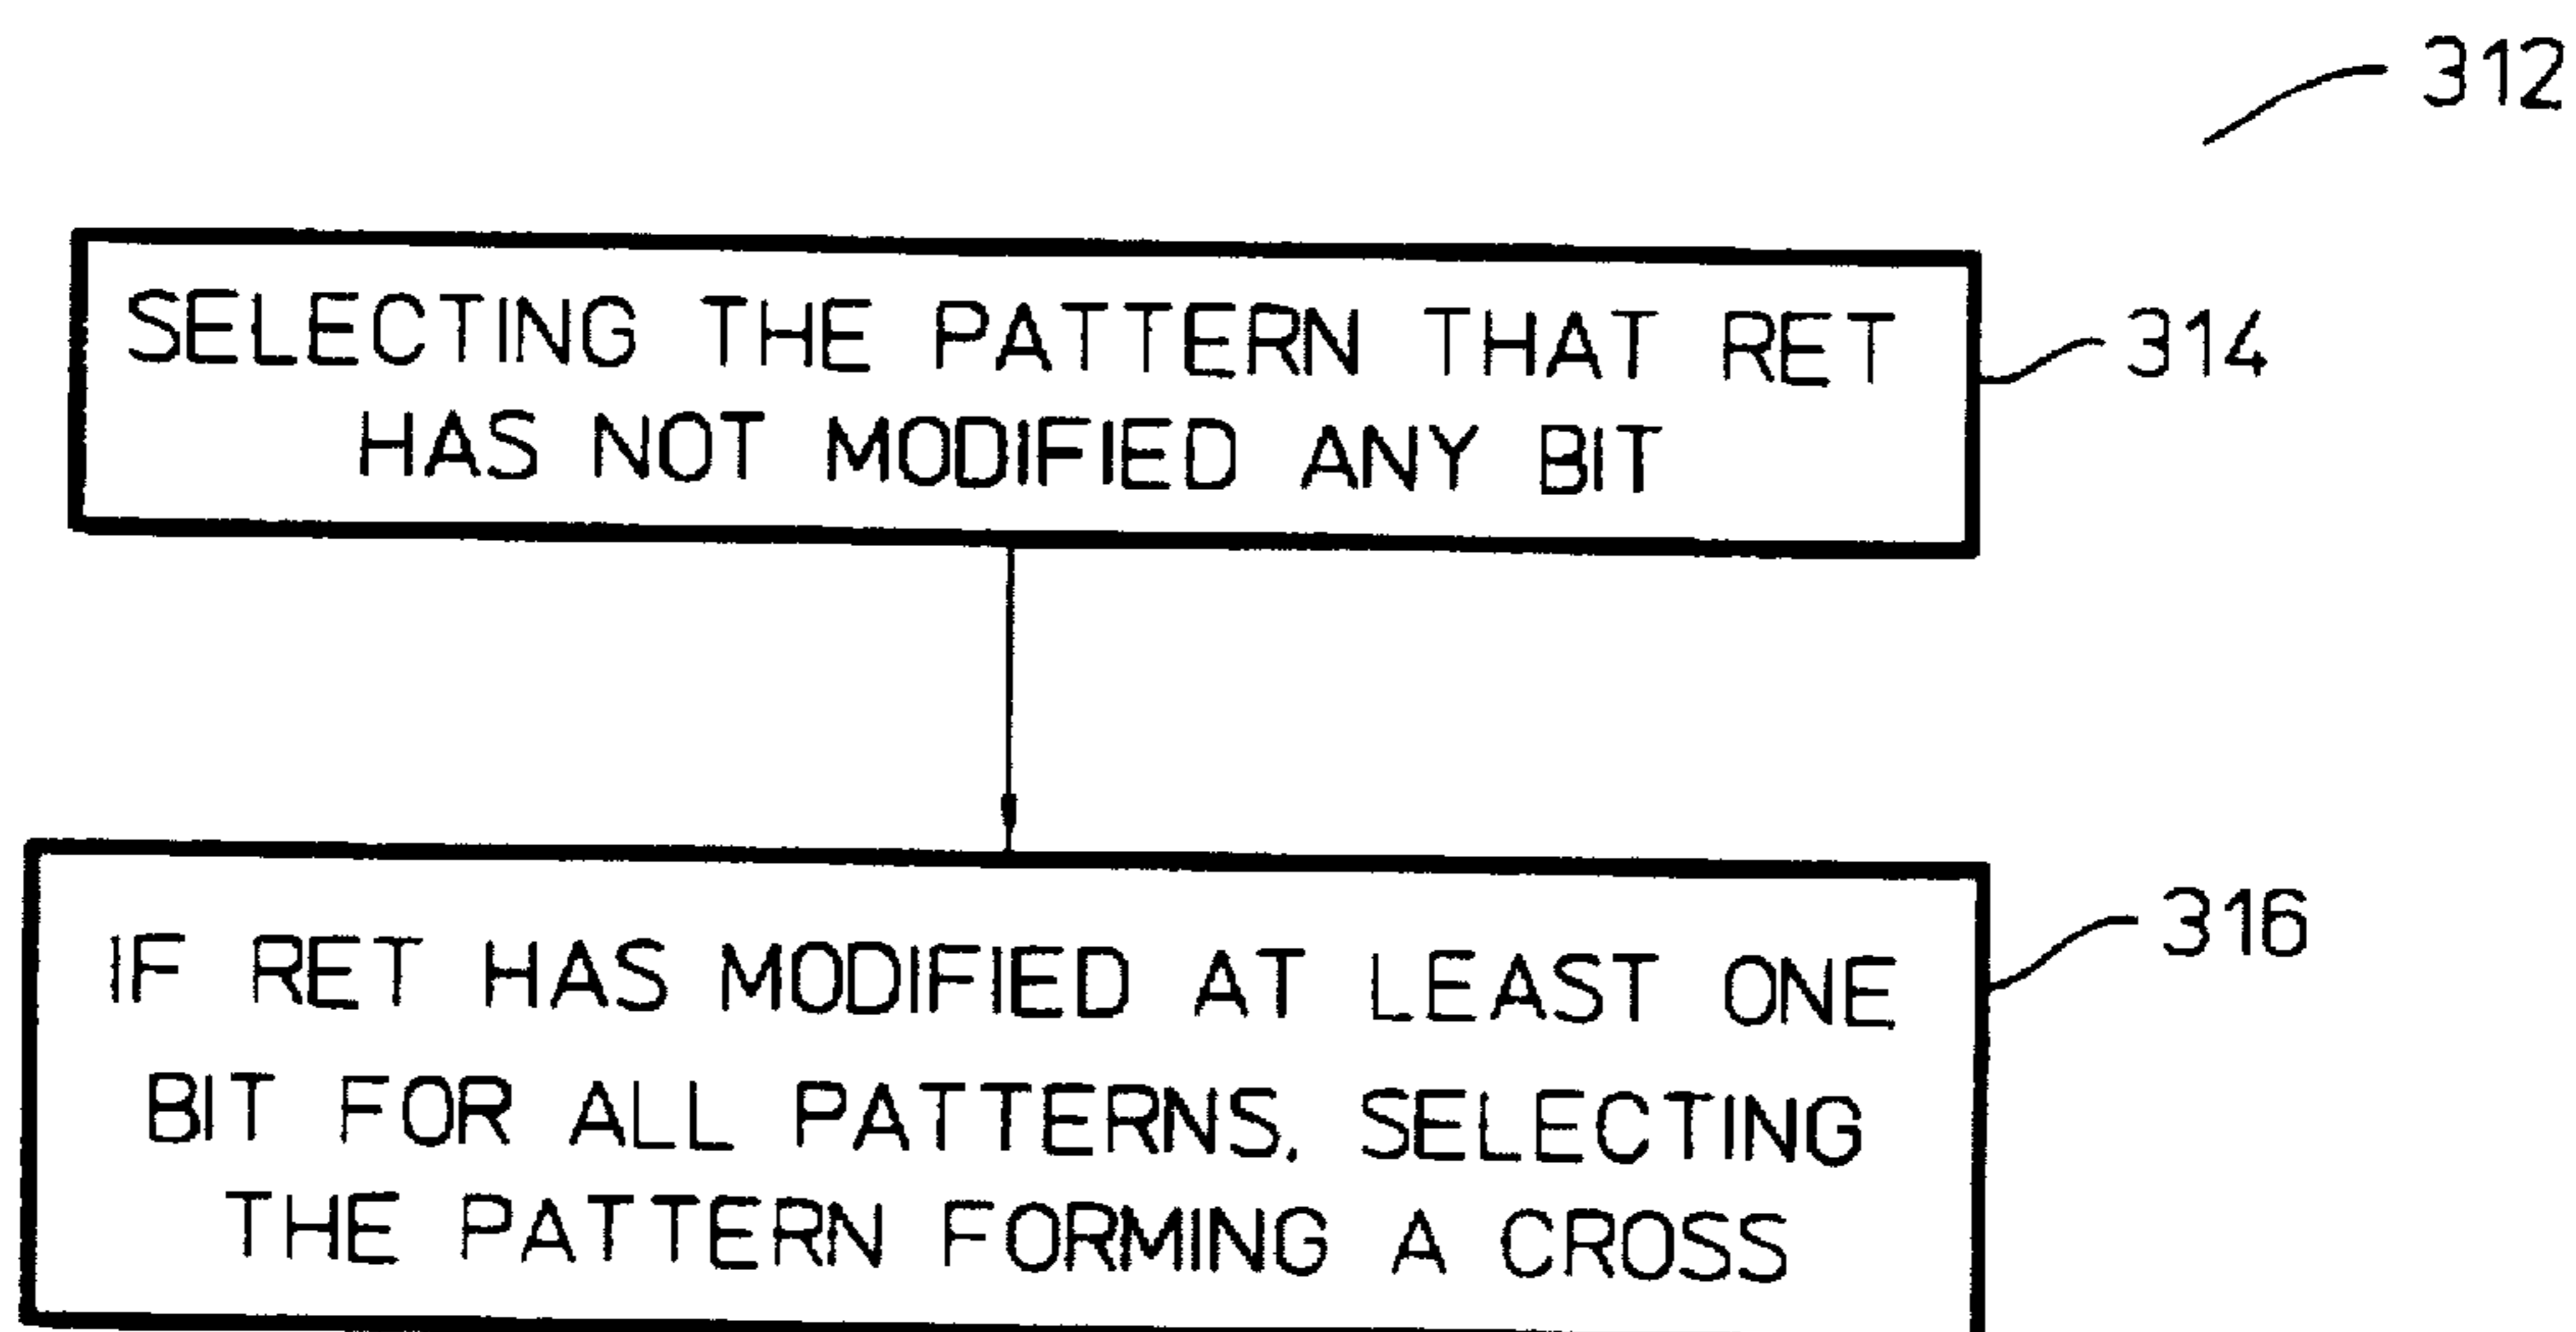 312
SELECTING THE PATTERN THAT RET
HAS NOT MODIFIED ANY BIT
314
IF RET HAS MODIFIED AT LEAST ONE
BIT FOR ALL PATTERNS. SELECTING
THE PATTERN FORMING A CROSS
316